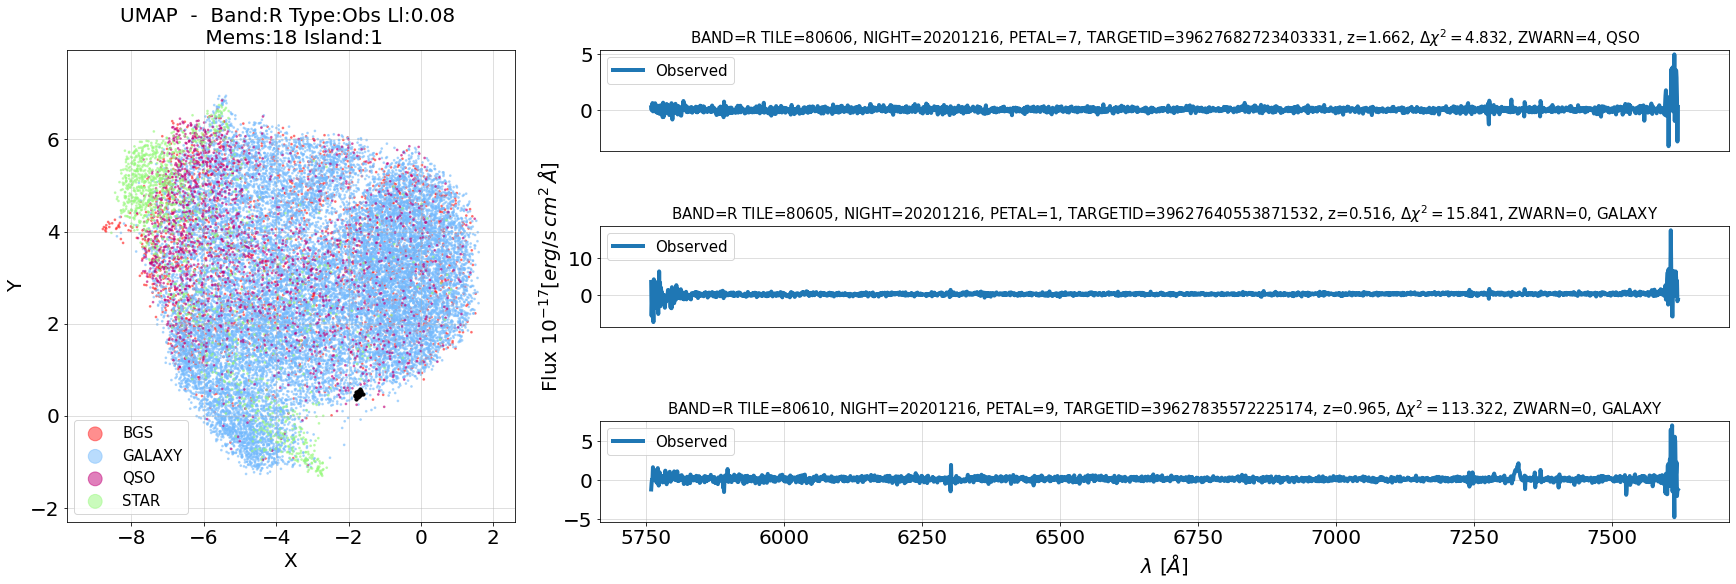 UMAP - Band:R Type:Obs Ll:0.08
Mems:18 Island:1
Y
6
4
2
0
−2
−8
−6
−4
−2
0
2
X
BGS
GALAXY
QSO
STAR
Flux 10⁻¹⁷[erg/s cm² Å]
BAND=R TILE=80606, NIGHT=20201216, PETAL=7, TARGETID=39627682723403331, z=1.662, Δχ² = 4.832, ZWARN=4, QSO
5
0
Observed
BAND=R TILE=80605, NIGHT=20201216, PETAL=1, TARGETID=39627640553871532, z=0.516, Δχ² = 15.841, ZWARN=0, GALAXY
10
0
Observed
BAND=R TILE=80610, NIGHT=20201216, PETAL=9, TARGETID=39627835572225174, z=0.965, Δχ² = 113.322, ZWARN=0, GALAXY
5
0
−5
Observed
5750
6000
6250
6500
6750
7000
7250
7500
λ [Å]